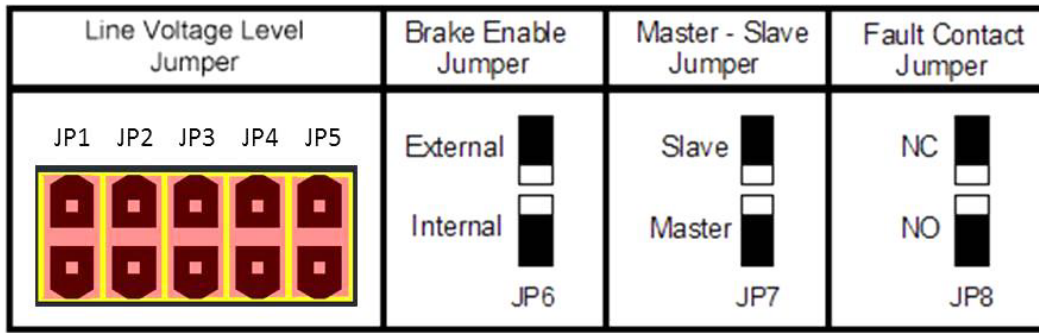 Line Voltage Level
Jumper
Brake Enable
Jumper
Master - Slave
Jumper
Fault Contact
Jumper
JP1 JP2 JP3 JP4 JP5
External
Internal
JP6
Slave
Master
JP7
NC
NO
JP8